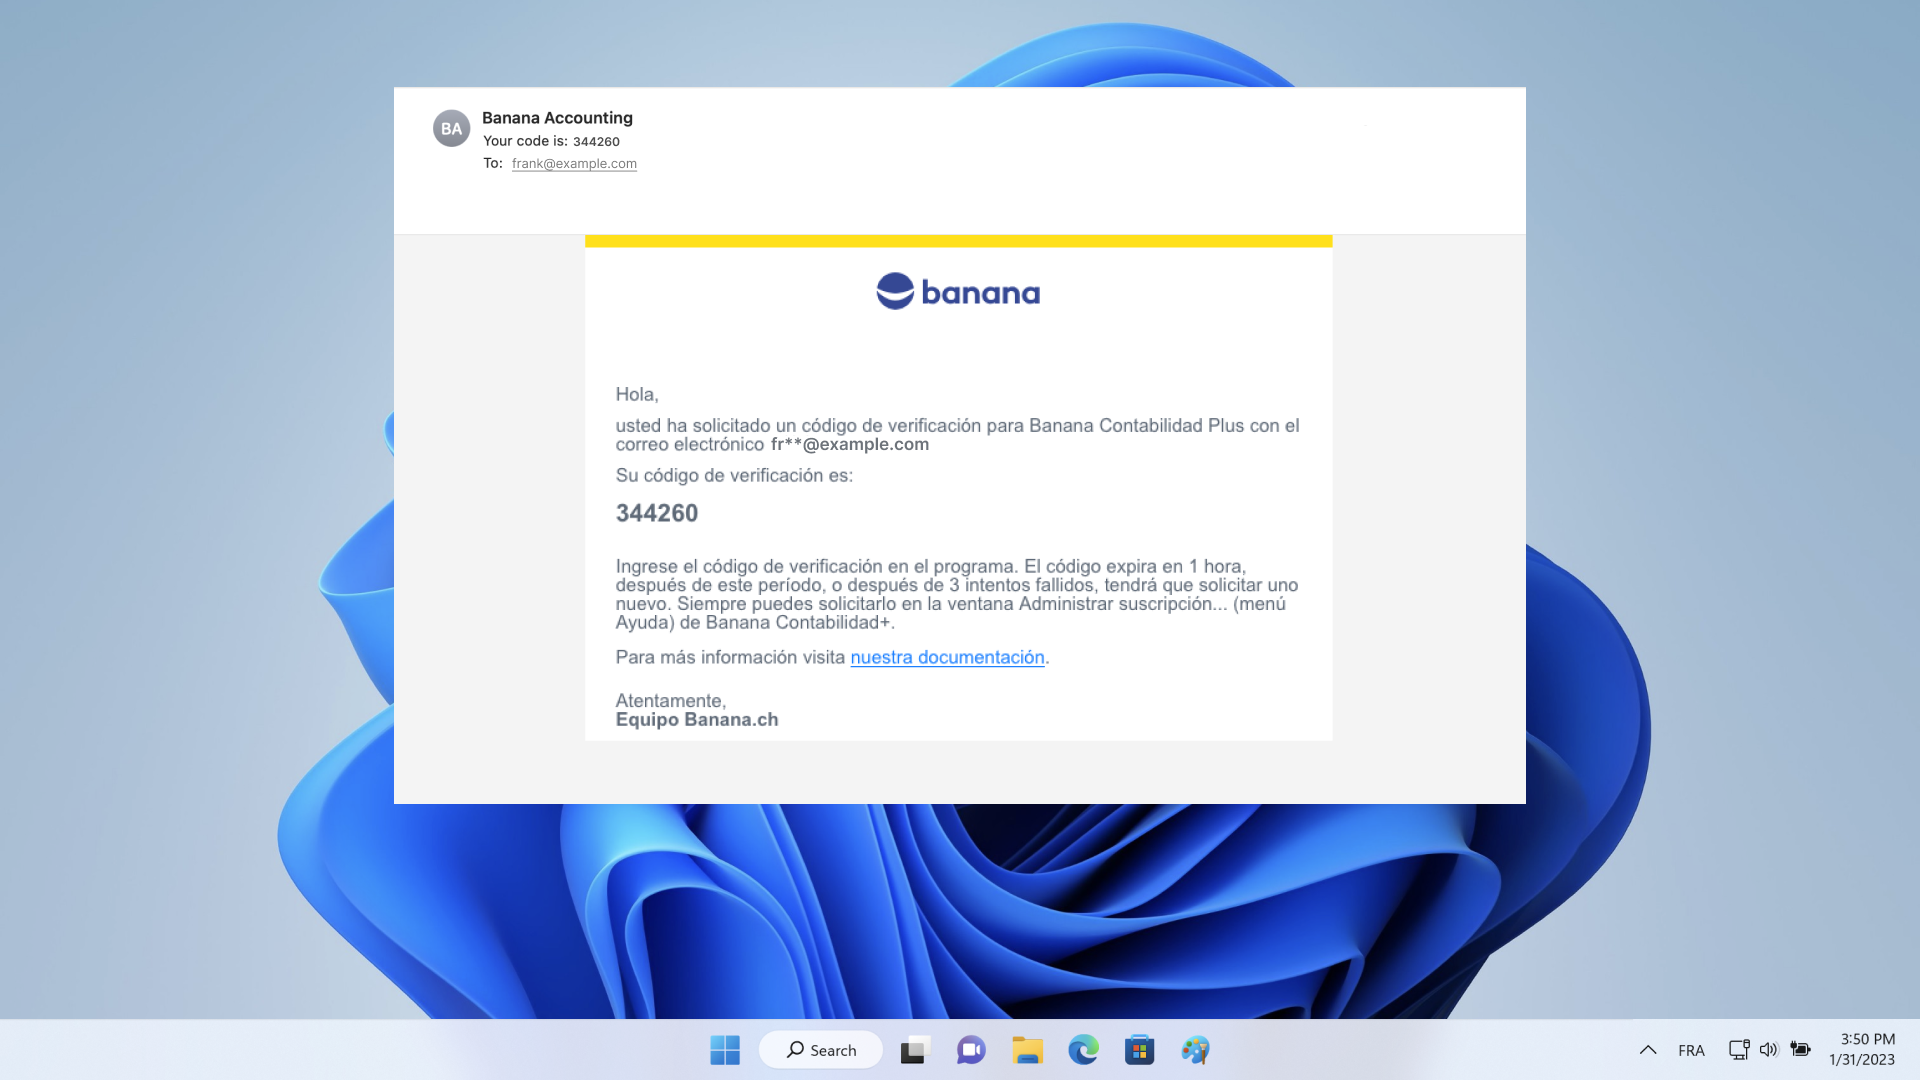 BA
Banana Accounting
Your code is: 344260
To: frank@example.com
banana
Hola,
usted ha solicitado un código de verificación para Banana Contabilidad Plus con el
correo electrónico fr**@example.com
Su código de verificación es:
344260
Ingrese el código de verificación en el programa. El código expira en 1 hora,
después de este período, o después de 3 intentos fallidos, tendrá que solicitar uno
nuevo. Siempre puedes solicitarlo en la ventana Administrar suscripción... (menú
Ayuda) de Banana Contabilidad+.
Para más información visita nuestra documentación.
Atentamente,
Equipo Banana.ch
Search
FRA
3:50 PM
1/31/2023